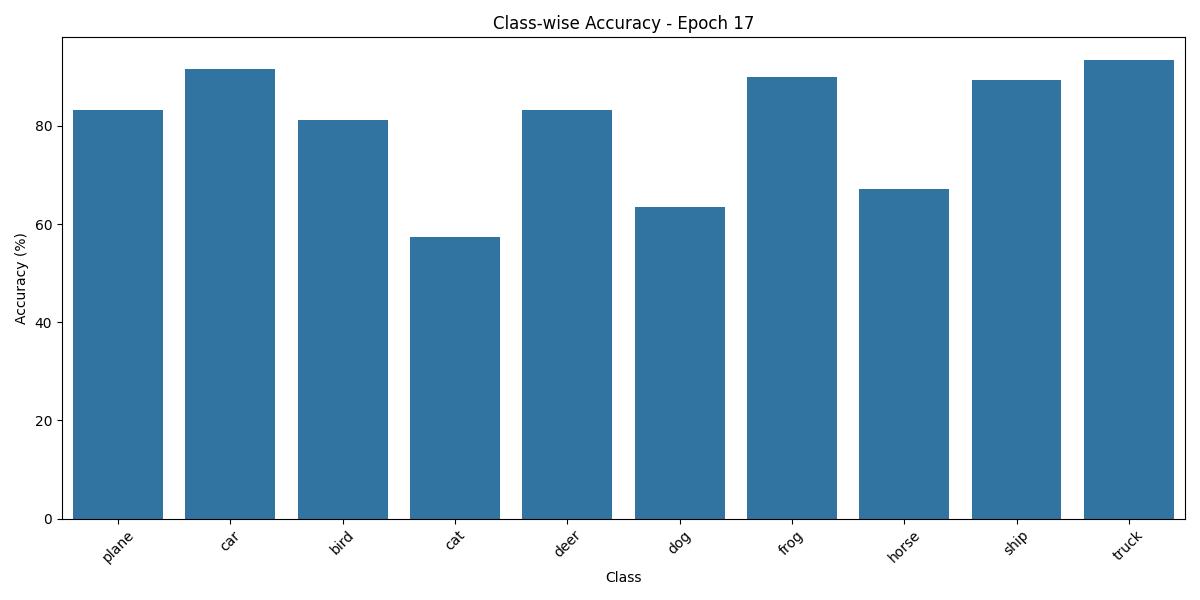 Class-wise Accuracy - Epoch 17
Accuracy (%)
80
60
40
20
0
plane
car
bird
cat
deer
dog
frog
horse
ship
truck
Class